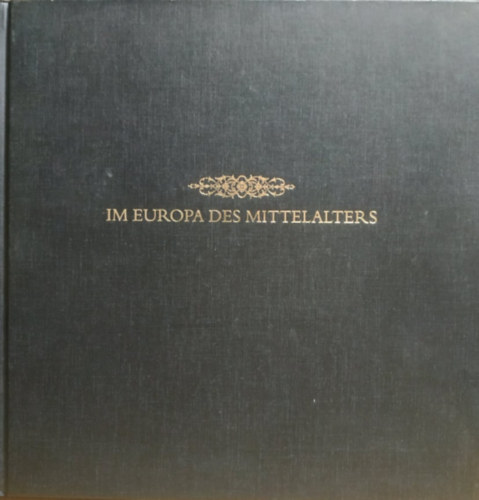 IM EUROPA DES MITTELALTERS